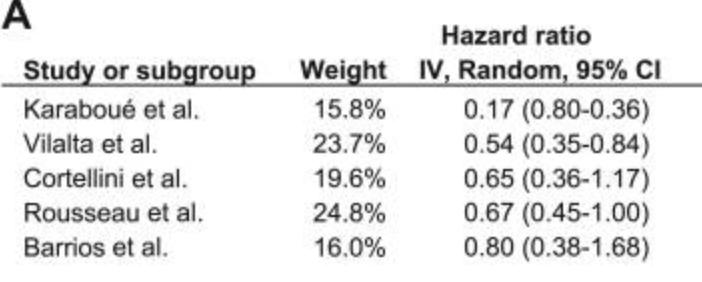 A
Hazard ratio
Study or subgroup Weight IV, Random, 95% CI
Karaboué et al. 15.8% 0.17 (0.80-0.36)
Vilalta et al. 23.7% 0.54 (0.35-0.84)
Cortellini et al. 19.6% 0.65 (0.36-1.17)
Rousseau et al. 24.8% 0.67 (0.45-1.00)
Barrios et al. 16.0% 0.80 (0.38-1.68)